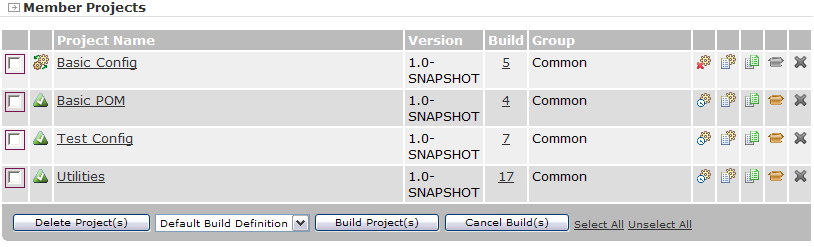 Member Projects
Project Name Version Build Group
Basic Config 1.0-SNAPSHOT 5 Common
Basic POM 1.0-SNAPSHOT 4 Common
Test Config 1.0-SNAPSHOT 7 Common
Utilities 1.0-SNAPSHOT 17 Common
Delete Project(s) Default Build Definition Build Project(s) Cancel Build(s) Select All Unselect All